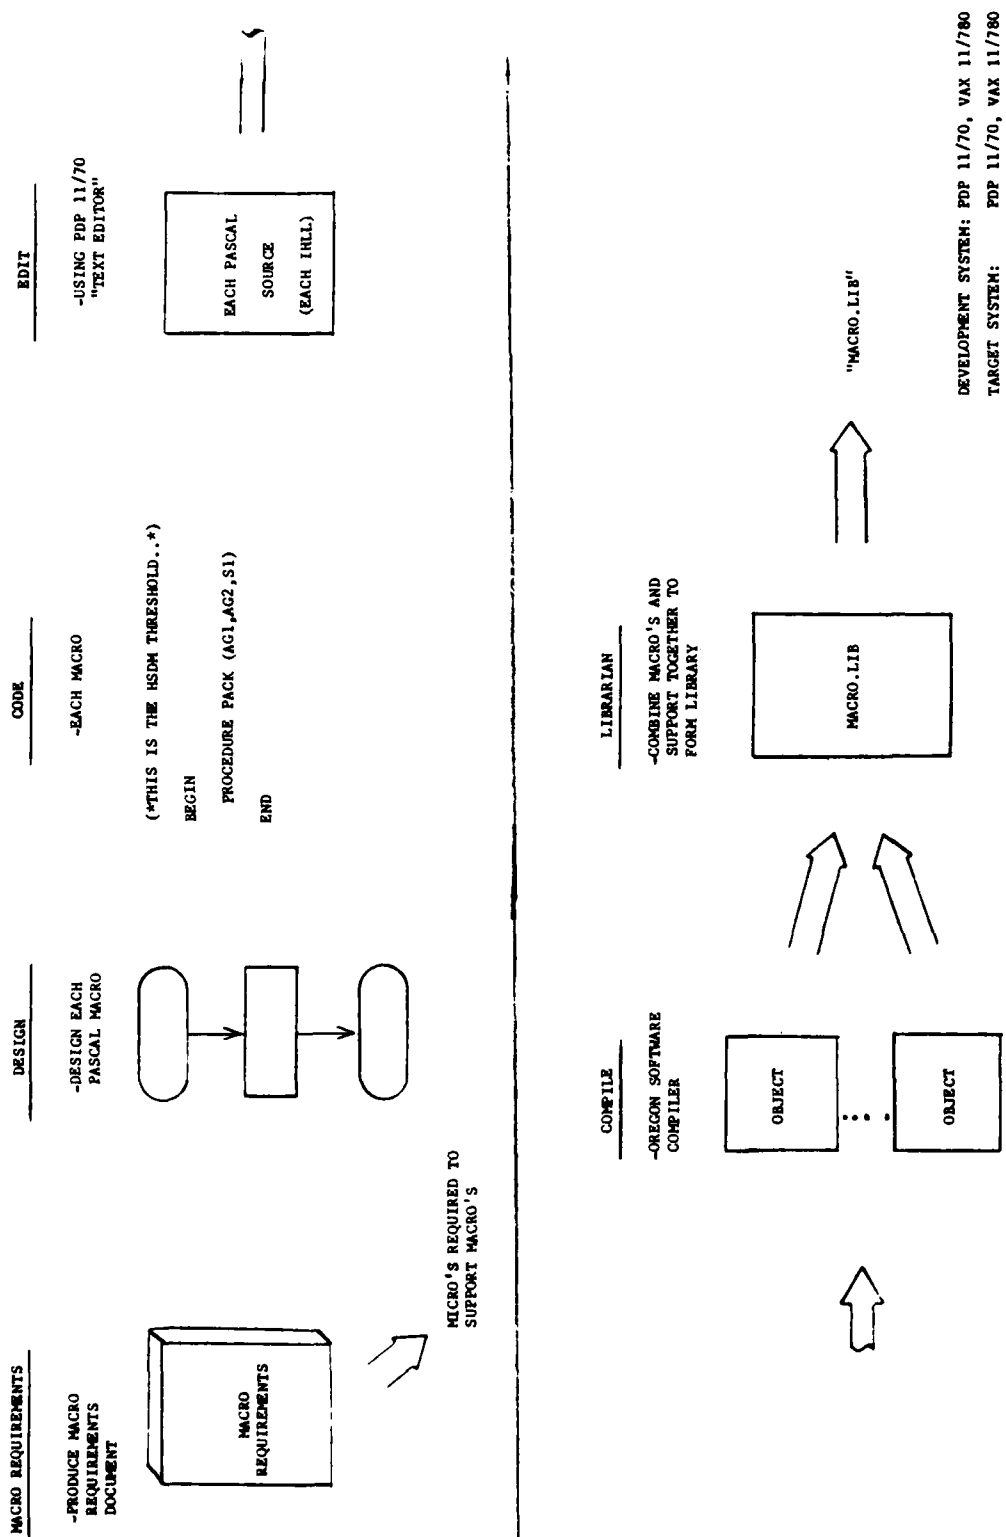 MACRO REQUIREMENTS
-PRODUCE MACRO
REQUIREMENTS
DOCUMENT
MACRO
REQUIREMENTS
MICRO'S REQUIRED TO
SUPPORT MACRO'S
DESIGN
-DESIGN EACH
PASCAL MACRO
CODE
-EACH MACRO
(*THIS IS THE HSDM THRESHOLD..*)
BEGIN
PROCEDURE PACK (AG1,AG2,S1)
END
EDIT
-USING PDP 11/70
"TEXT EDITOR"
EACH PASCAL
SOURCE
(EACH IHLL)
COMPILE
-OREGON SOFTWARE
COMPILER
OBJECT
OBJECT
LIBRARIAN
-COMBINE MACRO'S AND
SUPPORT TOGETHER TO
FORM LIBRARY
MACRO.LIB
"MACRO.LIB"
DEVELOPMENT SYSTEM: PDP 11/70, VAX 11/780
TARGET SYSTEM: PDP 11/70, VAX 11/780